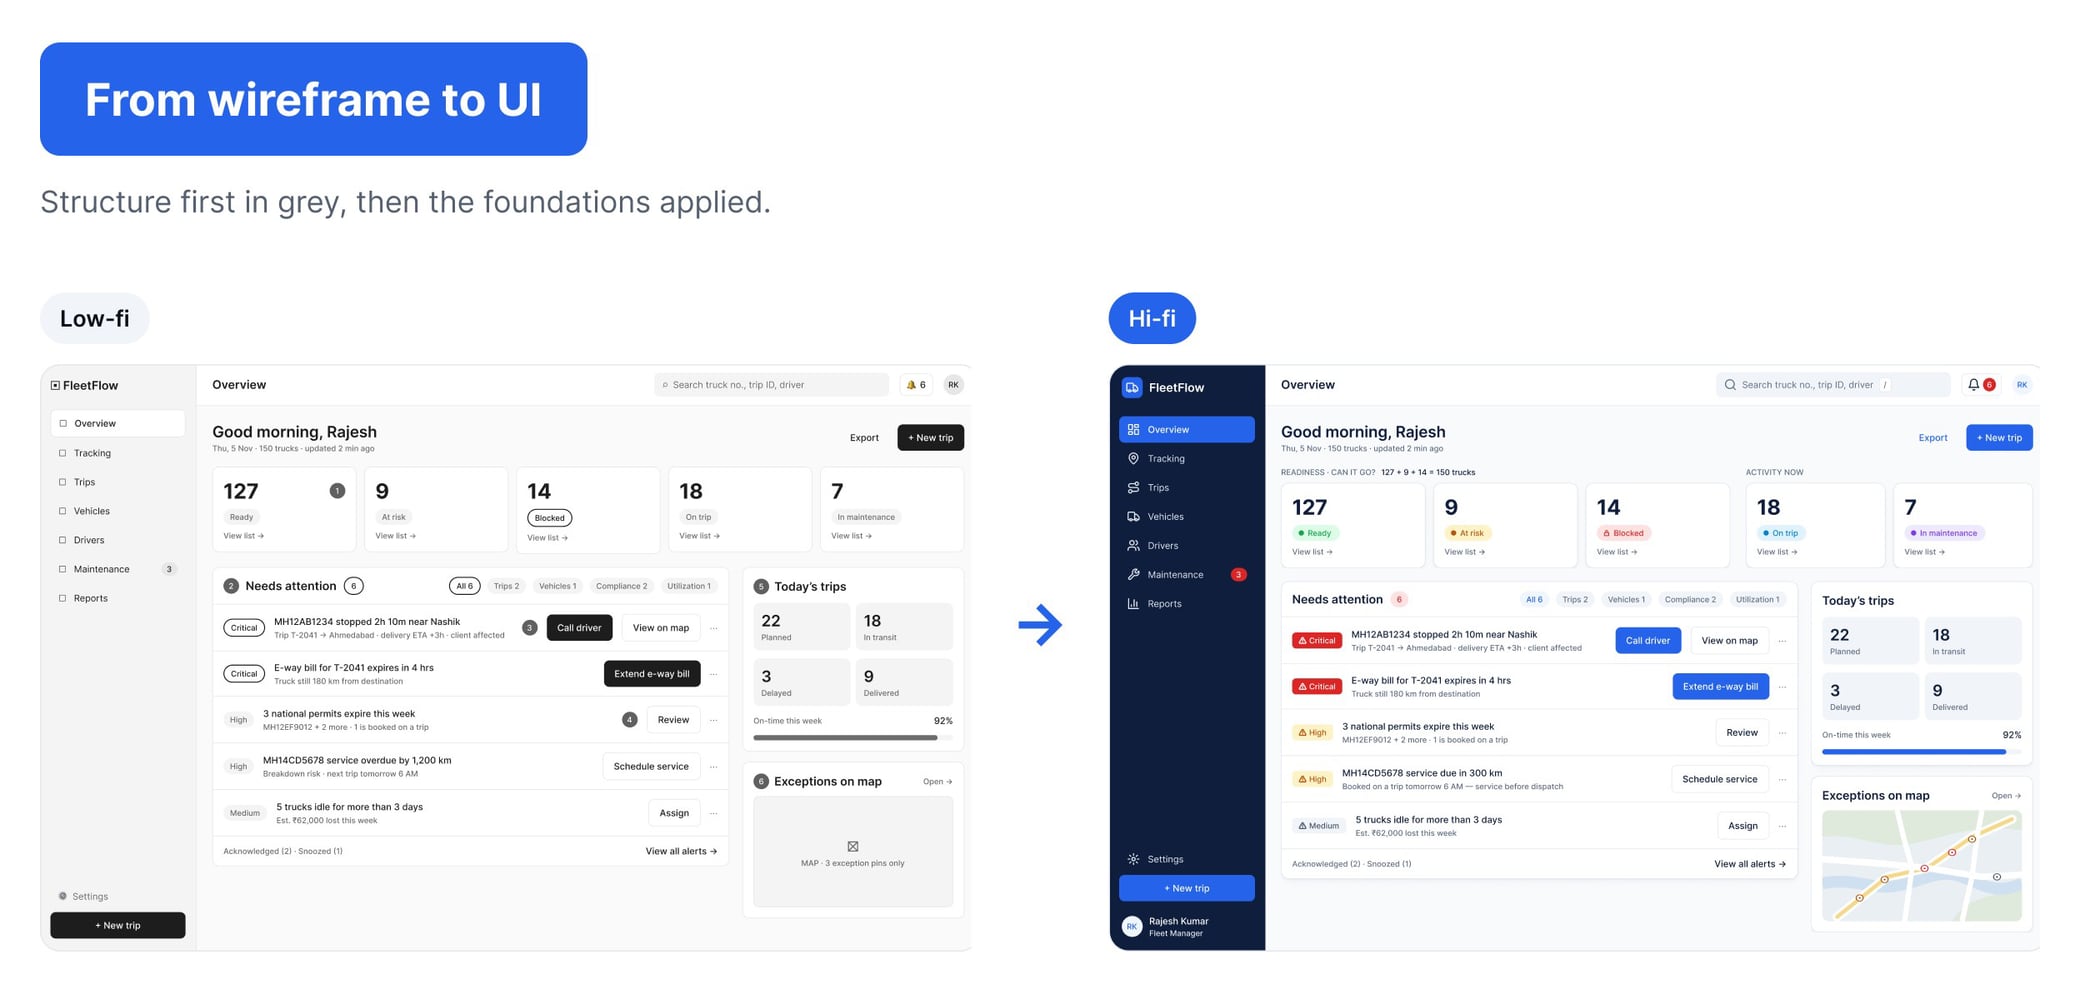 From wireframe to UI
Structure first in grey, then the foundations applied.
Low-fi
FleetFlow
Overview
Tracking
Trips
Vehicles
Drivers
Maintenance 3
Reports
Settings
+ New trip
Overview
Search truck no., trip ID, driver
6
RK
Good morning, Rajesh
Thu, 5 Nov · 150 trucks · updated 2 min ago
Export
+ New trip
127
1
Ready
View list →
9
At risk
View list →
14
Blocked
View list →
18
On trip
View list →
7
In maintenance
View list →
2 Needs attention 6
All 6
Trips 2
Vehicles 1
Compliance 2
Utilization 1
Critical
MH12AB1234 stopped 2h 10m near Nashik
Trip T-2041 → Ahmedabad · delivery ETA +3h · client affected
3
Call driver
View on map
...
Critical
E-way bill for T-2041 expires in 4 hrs
Truck still 180 km from destination
Extend e-way bill
...
High
3 national permits expire this week
MH12EF9012 + 2 more · 1 is booked on a trip
4
Review
...
High
MH14CD5678 service overdue by 1,200 km
Breakdown risk · next trip tomorrow 6 AM
Schedule service
...
Medium
5 trucks idle for more than 3 days
Est. ₹62,000 lost this week
Assign
...
Acknowledged (2) · Snoozed (1)
View all alerts →
5 Today's trips
22
Planned
18
In transit
3
Delayed
9
Delivered
On-time this week 92%
6 Exceptions on map
Open →
MAP · 3 exception pins only
Hi-fi
FleetFlow
Overview
Tracking
Trips
Vehicles
Drivers
Maintenance 3
Reports
Settings
+ New trip
RK
Rajesh Kumar
Fleet Manager
Overview
Search truck no., trip ID, driver /
6
RK
Good morning, Rajesh
Thu, 5 Nov · 150 trucks · updated 2 min ago
Export
+ New trip
READINESS · CAN IT GO? 127 + 9 + 14 = 150 trucks
ACTIVITY NOW
127
Ready
View list →
9
At risk
View list →
14
Blocked
View list →
18
On trip
View list →
7
In maintenance
View list →
Needs attention 6
All 6
Trips 2
Vehicles 1
Compliance 2
Utilization 1
Critical
MH12AB1234 stopped 2h 10m near Nashik
Trip T-2041 → Ahmedabad · delivery ETA +3h · client affected
Call driver
View on map
...
Critical
E-way bill for T-2041 expires in 4 hrs
Truck still 180 km from destination
Extend e-way bill
...
High
3 national permits expire this week
MH12EF9012 + 2 more · 1 is booked on a trip
Review
...
High
MH14CD5678 service due in 300 km
Booked on a trip tomorrow 6 AM — service before dispatch
Schedule service
...
Medium
5 trucks idle for more than 3 days
Est. ₹62,000 lost this week
Assign
...
Acknowledged (2) · Snoozed (1)
View all alerts →
Today's trips
22
Planned
18
In transit
3
Delayed
9
Delivered
On-time this week 92%
Exceptions on map
Open →